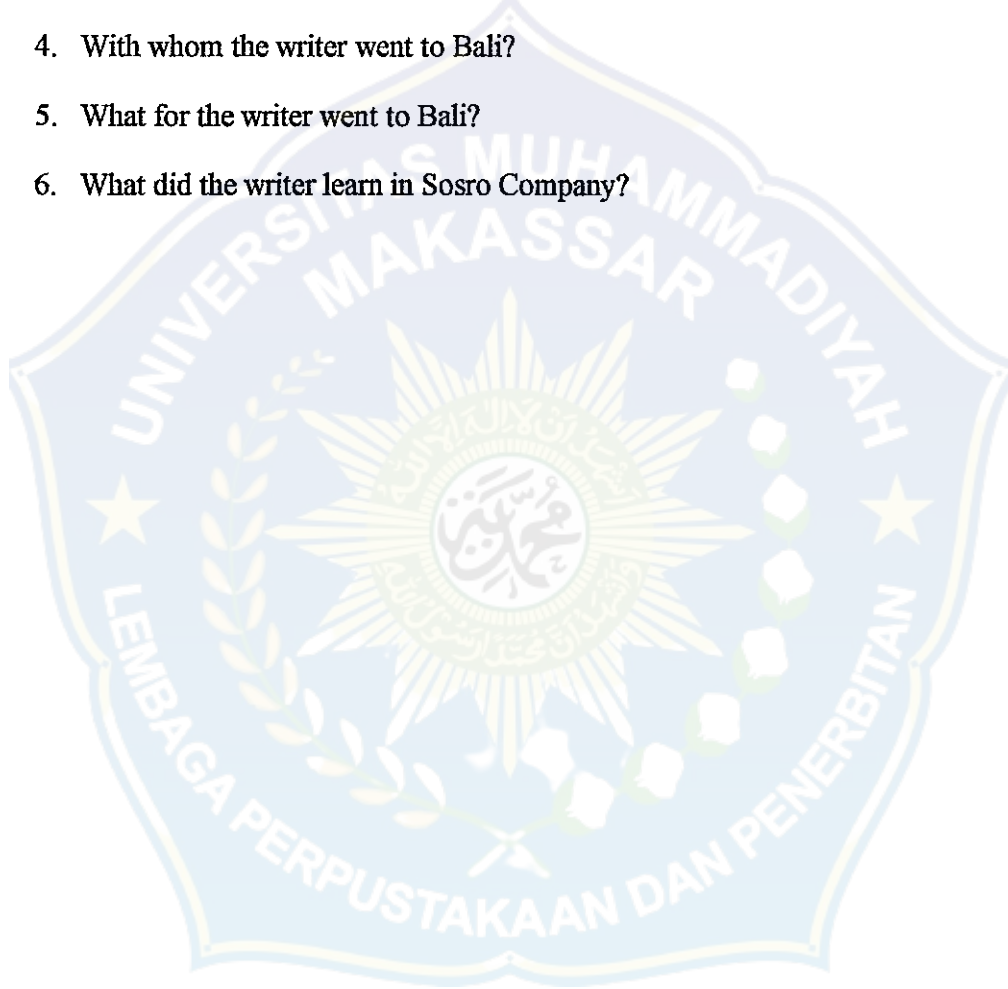 4. With whom the writer went to Bali?
5. What for the writer went to Bali?
6. What did the writer learn in Sosro Company?
UNIVERSITAS MUHAMMADIYAH
MAKASSAR
LEMBAGA PERPUSTAKAAN DAN PENERBITAN